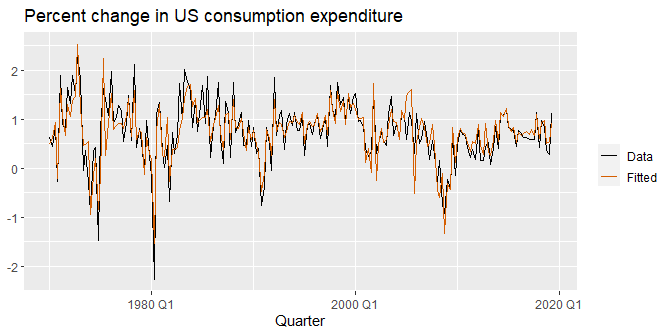 Percent change in US consumption expenditure
2
1
0
-1
-2
1980 Q1
2000 Q1
2020 Q1
Quarter
Data
Fitted